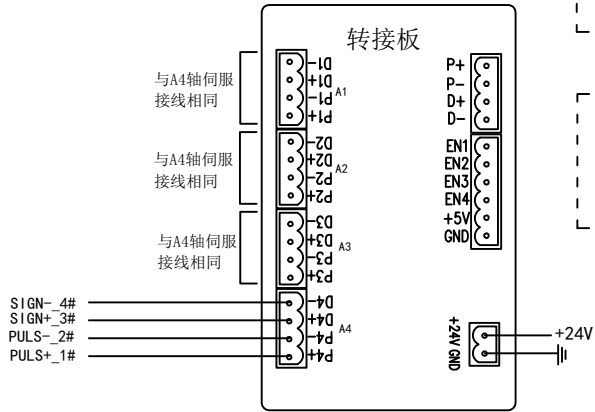 转接板
与A4轴伺服
接线相同
D1-
D1+
P1-
P1+
A1
与A4轴伺服
接线相同
D2-
D2+
P2-
P2+
A2
与A4轴伺服
接线相同
D3-
D3+
P3-
P3+
A3
SIGN-_4#
SIGN+_3#
PULS-_2#
PULS+_1#
D4-
D4+
P4-
P4+
A4
P+
P-
D+
D-
EN1
EN2
EN3
EN4
+5V
GND
+24V GND
+24V